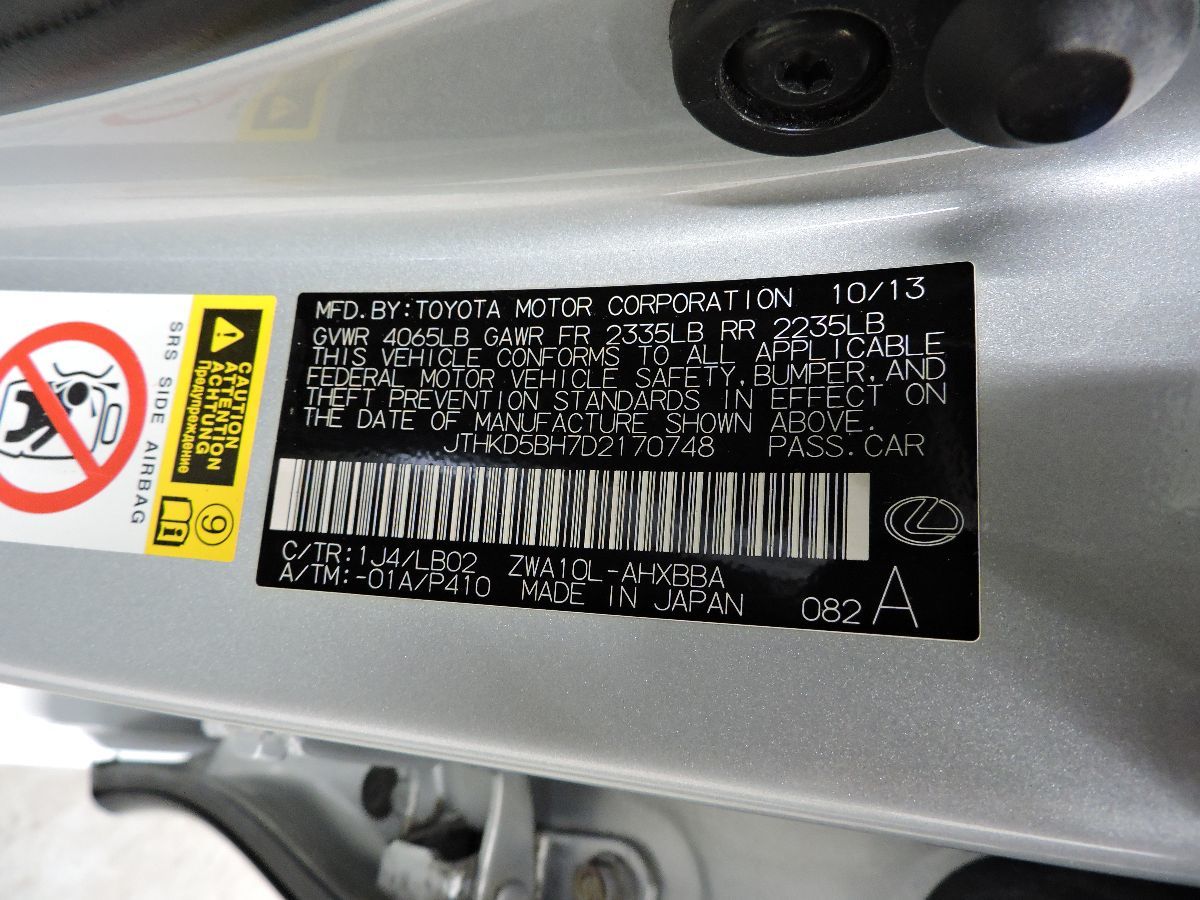 MFD.BY:TOYOTA MOTOR CORPORATION 10/13
GVWR 4065LB GAWR FR 2335LB RR 2235LB
THIS VEHICLE CONFORMS TO ALL APPLICABLE
FEDERAL MOTOR VEHICLE SAFETY, BUMPER, AND
THEFT PREVENTION STANDARDS IN EFFECT ON
THE DATE OF MANUFACTURE SHOWN ABOVE.
JTHKD5BH7D2170748 PASS.CAR
C/TR:1J4/LB02 ZWA10L-AHXBBA
A/TM:-01A/P410 MADE IN JAPAN 082 A
SRS SIDE AIRBAG
CAUTION
ATTENTION
ACHTUNG
Предупреждение
9